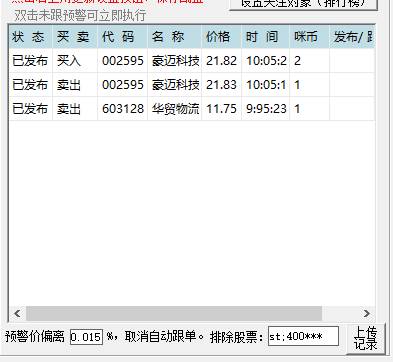 双击未跟预警可立即执行
状 态 买 卖 代 码 名 称 价格 时 间 咪币 发布/
已发布 买入 002595 豪迈科技 21.82 10:05:2 2
已发布 卖出 002595 豪迈科技 21.83 10:05:1 1
已发布 卖出 603128 华贸物流 11.75 9:95:23 1
预警价偏离 0.015 %，取消自动跟单。 排除股票: st;400*** 上传
记录